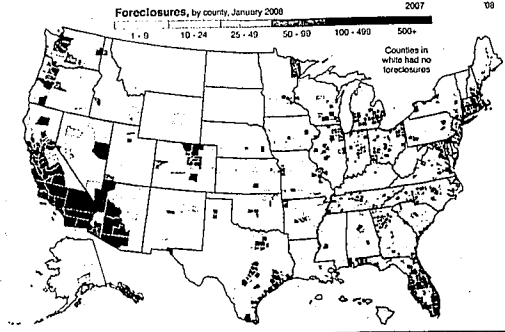 Foreclosures, by county, January 2008
2007 '08
1 - 9 10 - 24 25 - 49 50 - 99 100 - 499 500+
Counties in
white had no
foreclosures